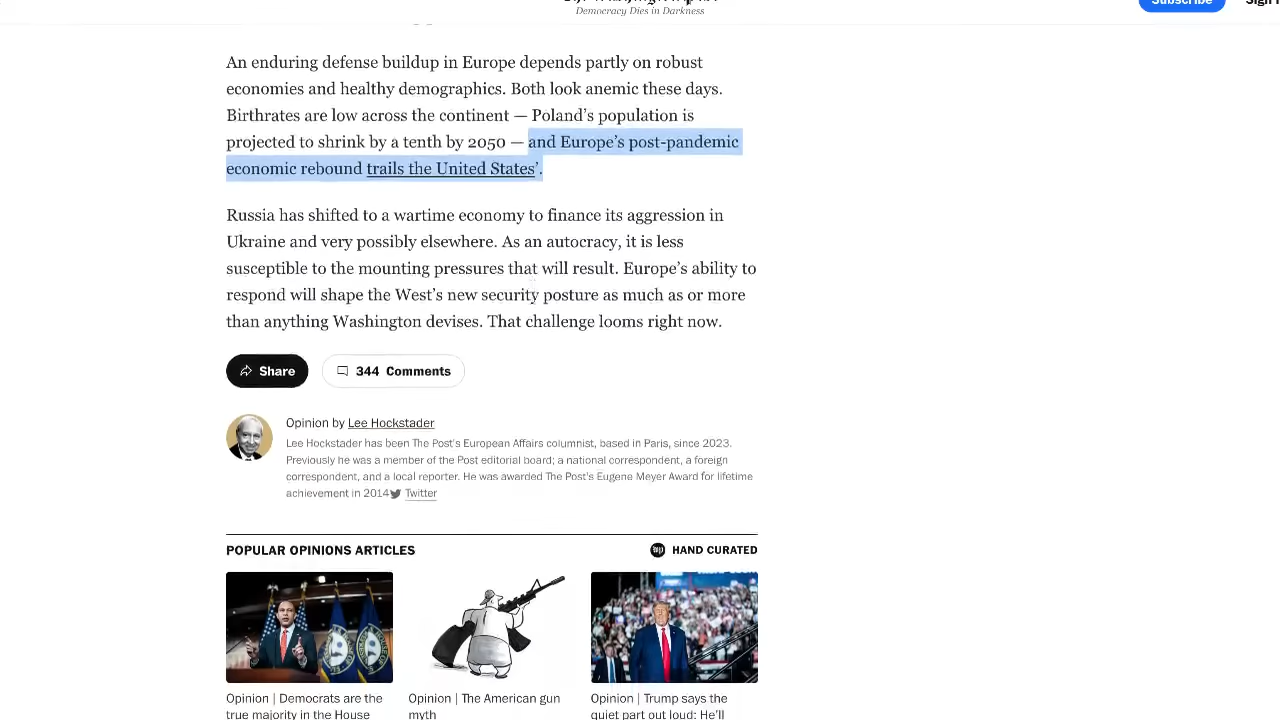 Democracy Dies in Darkness
Subscribe
Sign
An enduring defense buildup in Europe depends partly on robust
economies and healthy demographics. Both look anemic these days.
Birthrates are low across the continent — Poland’s population is
projected to shrink by a tenth by 2050 — and Europe’s post-pandemic
economic rebound trails the United States’.
Russia has shifted to a wartime economy to finance its aggression in
Ukraine and very possibly elsewhere. As an autocracy, it is less
susceptible to the mounting pressures that will result. Europe’s ability to
respond will shape the West’s new security posture as much as or more
than anything Washington devises. That challenge looms right now.
Share
344 Comments
Opinion by Lee Hockstader
Lee Hockstader has been The Post’s European Affairs columnist, based in Paris, since 2023.
Previously he was a member of the Post editorial board; a national correspondent, a foreign
correspondent, and a local reporter. He was awarded The Post’s Eugene Meyer Award for lifetime
achievement in 2014 Twitter
POPULAR OPINIONS ARTICLES
wp HAND CURATED
Opinion | Democrats are the
true majority in the House
Opinion | The American gun
myth
Opinion | Trump says the
quiet part out loud: He’ll